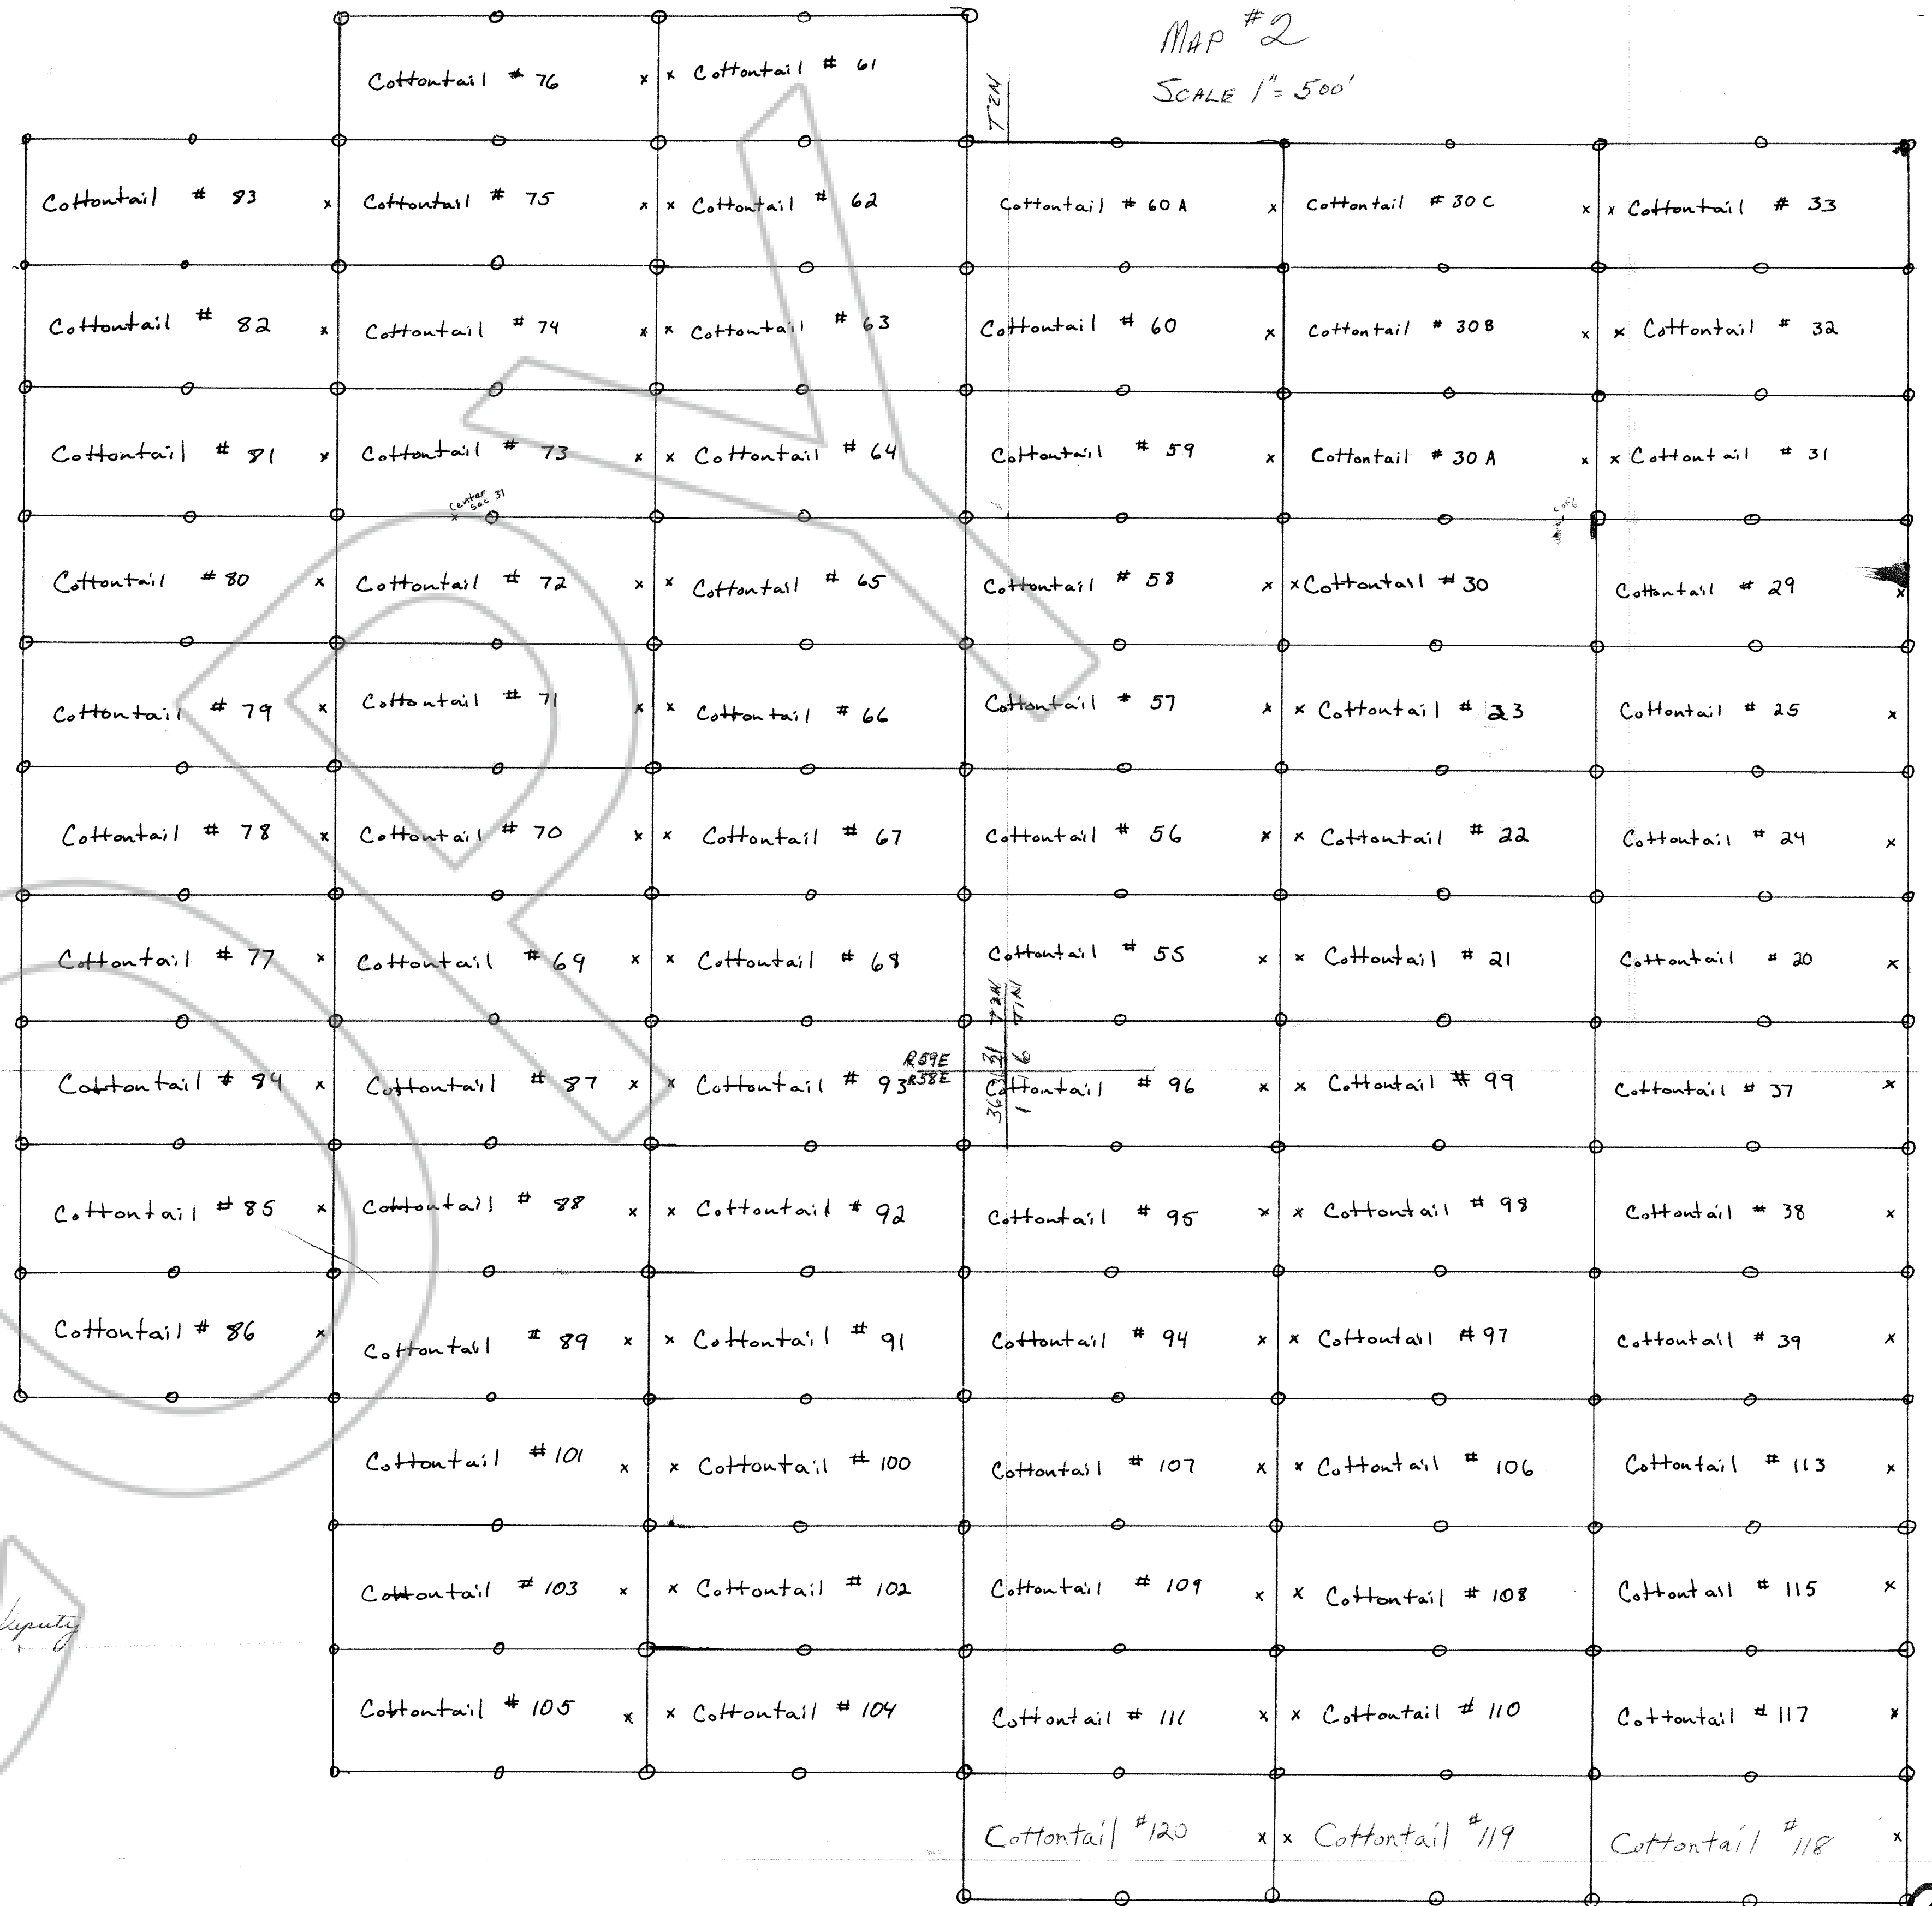 MAP #2
SCALE 1" = 500'
T2N
Cottontail # 76
Cottontail # 61
Cottontail # 83
Cottontail # 75
Cottontail # 62
Cottontail # 60 A
Cottontail # 30 C
Cottontail # 33
Cottontail # 82
Cottontail # 74
Cottontail # 63
Cottontail # 60
Cottontail # 30 B
Cottontail # 32
Cottontail # 81
Cottontail # 73
Cottontail # 64
Cottontail # 59
Cottontail # 30 A
Cottontail # 31
Center
Sec 31
Cottontail # 80
Cottontail # 72
Cottontail # 65
Cottontail # 58
Cottontail # 30
Cottontail # 29
Cottontail # 79
Cottontail # 71
Cottontail # 66
Cottontail # 57
Cottontail # 23
Cottontail # 25
Cottontail # 78
Cottontail # 70
Cottontail # 67
Cottontail # 56
Cottontail # 22
Cottontail # 24
Cottontail # 77
Cottontail # 69
Cottontail # 68
Cottontail # 55
Cottontail # 21
Cottontail # 20
T2N
T1N
R59E
R58E
31
6
36
1
Cottontail # 84
Cottontail # 87
Cottontail # 93
Cottontail # 96
Cottontail # 99
Cottontail # 37
Cottontail # 85
Cottontail # 88
Cottontail # 92
Cottontail # 95
Cottontail # 98
Cottontail # 38
Cottontail # 86
Cottontail # 89
Cottontail # 91
Cottontail # 94
Cottontail # 97
Cottontail # 39
Cottontail # 101
Cottontail # 100
Cottontail # 107
Cottontail # 106
Cottontail # 113
Cottontail # 103
Cottontail # 102
Cottontail # 109
Cottontail # 108
Cottontail # 115
Deputy
Cottontail # 105
Cottontail # 104
Cottontail # 111
Cottontail # 110
Cottontail # 117
Cottontail #120
Cottontail #119
Cottontail #118
COPY